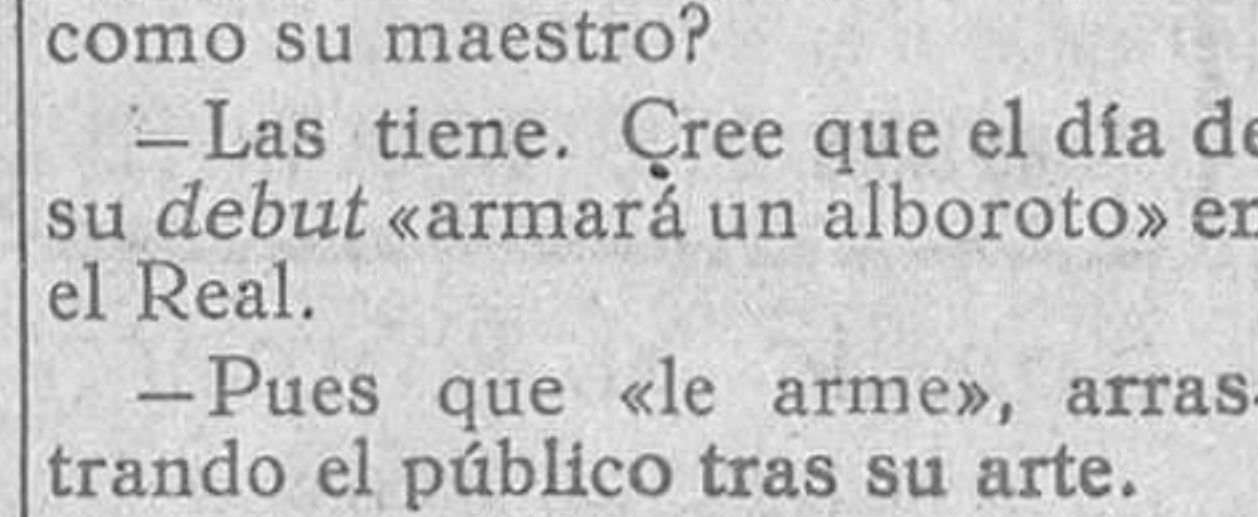 como su maestro?
—Las tiene. Cree que el día de
su debut «armará un alboroto» en
el Real.
—Pues que «le arme», arras-
trando el público tras su arte.